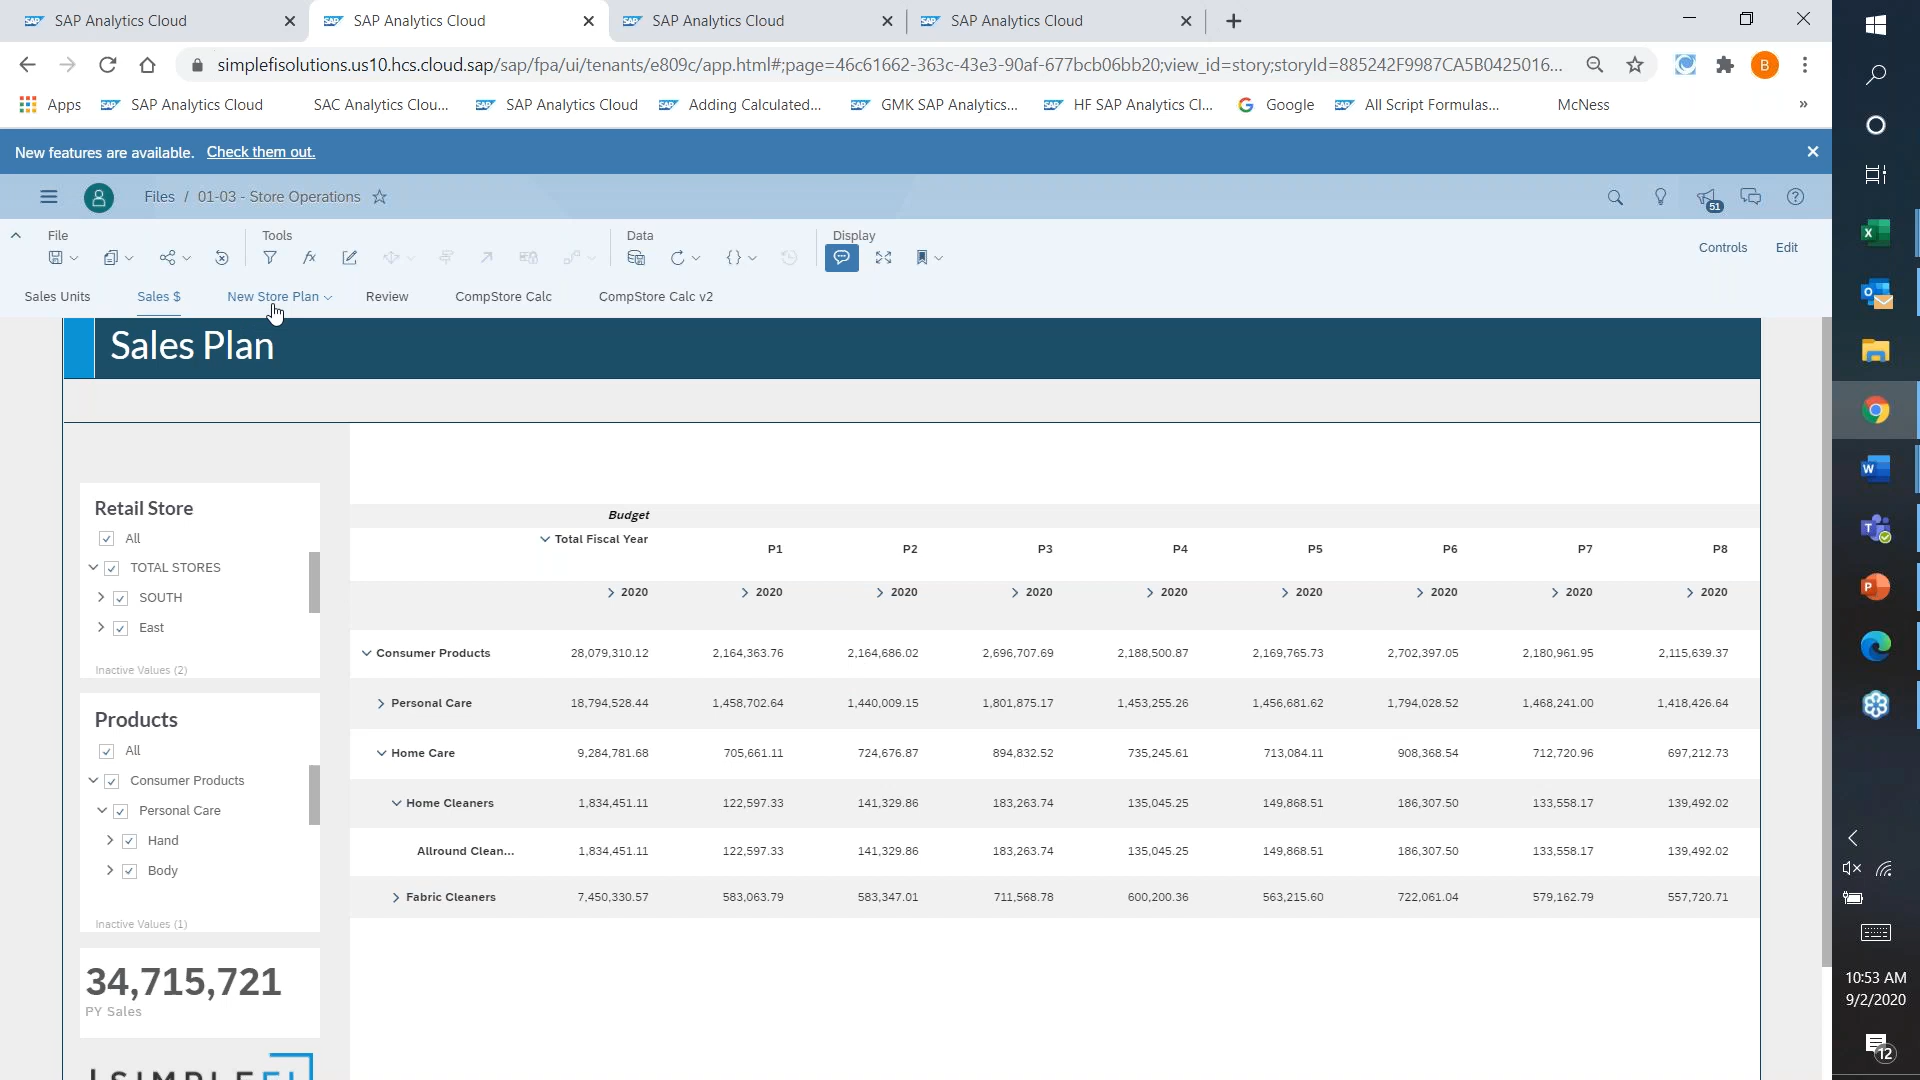 SAP Analytics Cloud
SAP Analytics Cloud
SAP Analytics Cloud
SAP Analytics Cloud
simplefisolutions.us10.hcs.cloud.sap/sap/fpa/ui/tenants/e809c/app.html#;page=46c61662-363c-43e3-90af-677bcb06bb20;view_id=story;storyId=885242F9987CA5B0425016...
B
Apps SAP Analytics Cloud SAC Analytics Clou... SAP Analytics Cloud Adding Calculated... GMK SAP Analytics... HF SAP Analytics Cl... Google All Script Formulas... McNess »
New features are available. Check them out.
Files / 01-03 - Store Operations
51
File Tools Data Display
Controls Edit
Sales Units Sales $ New Store Plan Review CompStore Calc CompStore Calc v2
Sales Plan
Retail Store
All
TOTAL STORES
SOUTH
East
Inactive Values (2)
Products
All
Consumer Products
Personal Care
Hand
Body
Inactive Values (1)
34,715,721
PY Sales
Budget
Total Fiscal Year P1 P2 P3 P4 P5 P6 P7 P8
2020 2020 2020 2020 2020 2020 2020 2020 2020
Consumer Products 28,079,310.12 2,164,363.76 2,164,686.02 2,696,707.69 2,188,500.87 2,169,765.73 2,702,397.05 2,180,961.95 2,115,639.37
Personal Care 18,794,528.44 1,458,702.64 1,440,009.15 1,801,875.17 1,453,255.26 1,456,681.62 1,794,028.52 1,468,241.00 1,418,426.64
Home Care 9,284,781.68 705,661.11 724,676.87 894,832.52 735,245.61 713,084.11 908,368.54 712,720.96 697,212.73
Home Cleaners 1,834,451.11 122,597.33 141,329.86 183,263.74 135,045.25 149,868.51 186,307.50 133,558.17 139,492.02
Allround Clean... 1,834,451.11 122,597.33 141,329.86 183,263.74 135,045.25 149,868.51 186,307.50 133,558.17 139,492.02
Fabric Cleaners 7,450,330.57 583,063.79 583,347.01 711,568.78 600,200.36 563,215.60 722,061.04 579,162.79 557,720.71
10:53 AM
9/2/2020
12